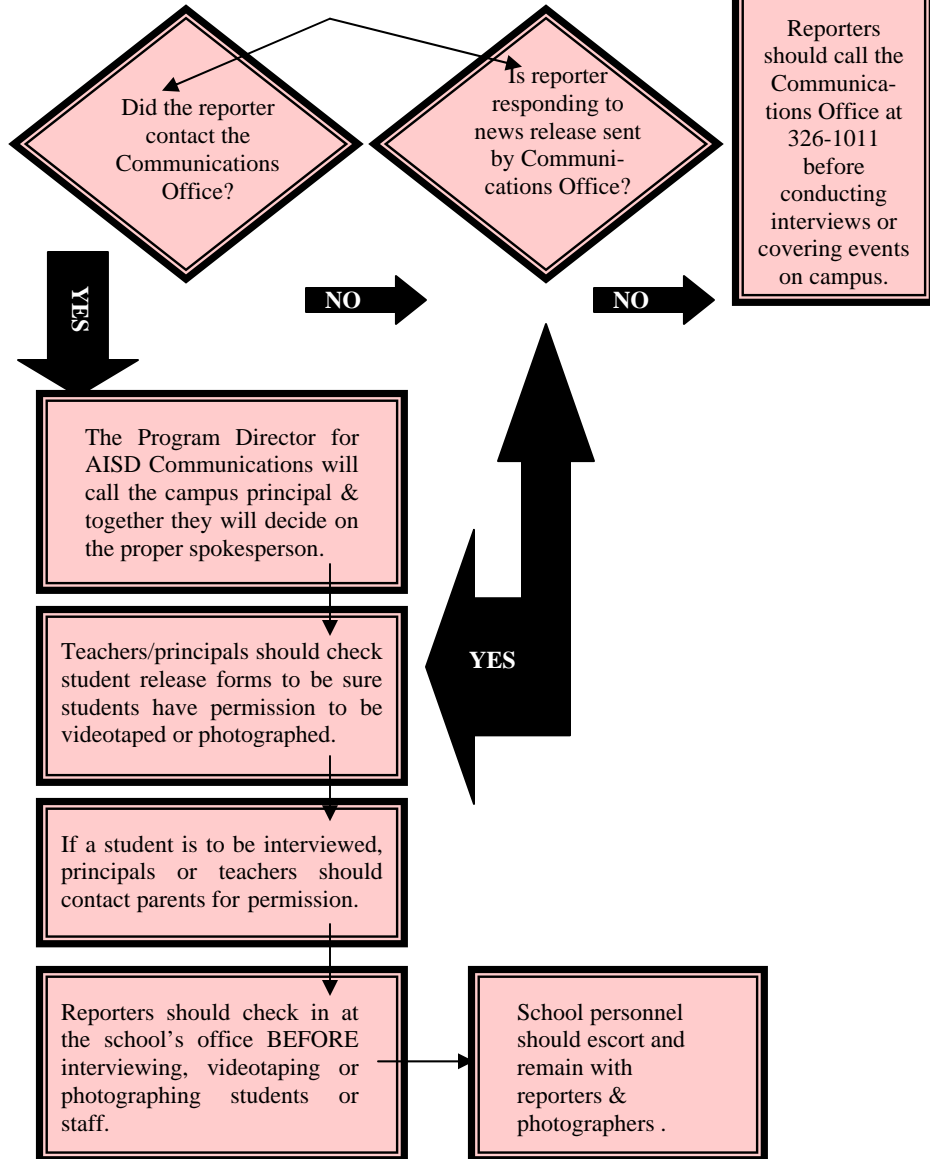 Did the reporter
contact the
Communications
Office?
Is reporter
responding to
news release sent
by Communi-
cations Office?
Reporters
should call the
Communica-
tions Office at
326-1011
before
conducting
interviews or
covering events
on campus.
YES
NO
NO
The Program Director for
AISD Communications will
call the campus principal &
together they will decide on
the proper spokesperson.
Teachers/principals should check
student release forms to be sure
students have permission to be
videotaped or photographed.
YES
If a student is to be interviewed,
principals or teachers should
contact parents for permission.
Reporters should check in at
the school’s office BEFORE
interviewing, videotaping or
photographing students or
staff.
School personnel
should escort and
remain with
reporters &
photographers .